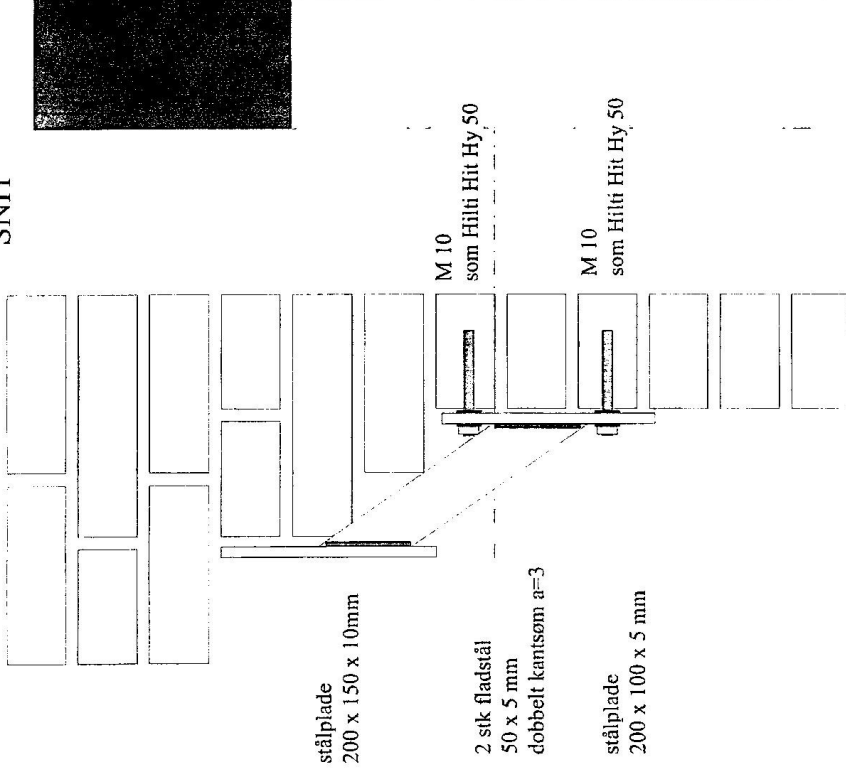 SNIT
M 10
som Hilti Hit Hy 50
M 10
som Hilti Hit Hy 50
stålplade
200 x 150 x 10mm
2 stk fladstål
50 x 5 mm
dobbelt kantsøm a=3
stålplade
200 x 100 x 5 mm